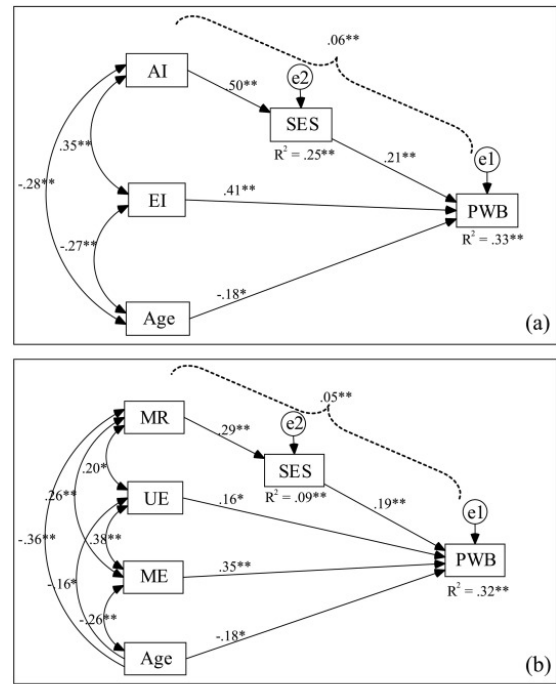 .06**
AI
e2
.50**
SES
R² = .25**
.35**
.21**
e1
-.28**
EI
.41**
PWB
R² = .33**
-.27**
-.18*
Age
(a)
.05**
MR
e2
.29**
SES
R² = .09**
.20*
.26**
UE
.16*
.19**
e1
-.36**
.38**
ME
.35**
PWB
R² = .32**
-.16*
-.26**
-.18*
Age
(b)